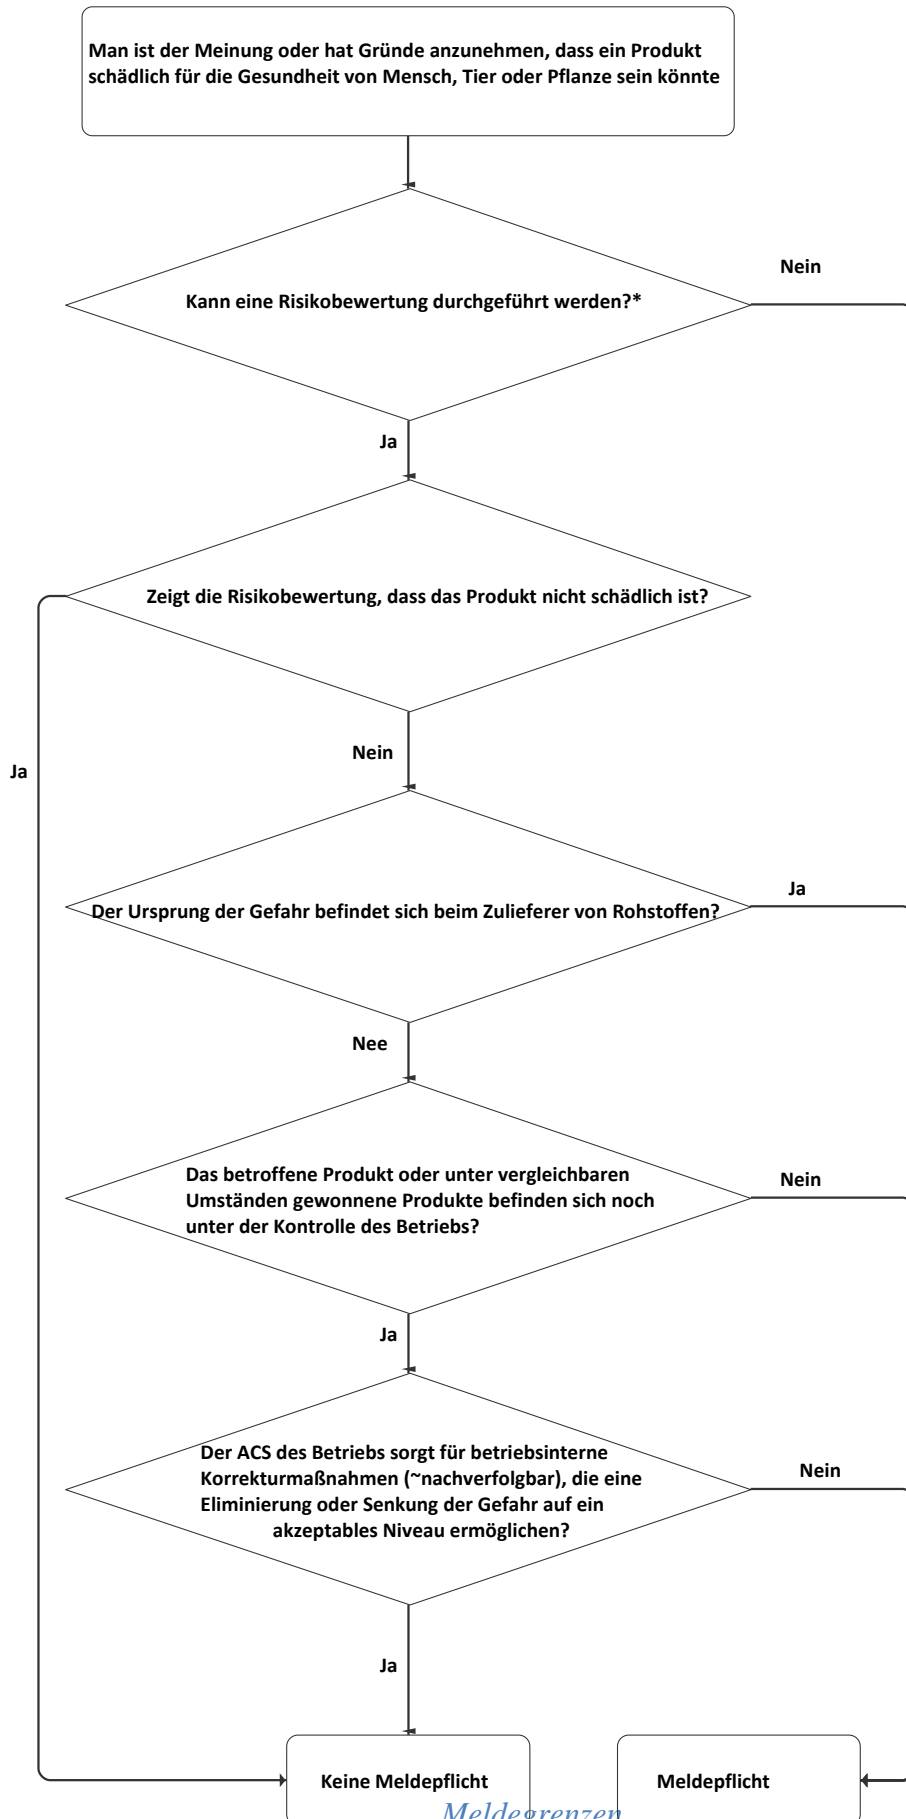 Man ist der Meinung oder hat Gründe anzunehmen, dass ein Produkt
schädlich für die Gesundheit von Mensch, Tier oder Pflanze sein könnte
Nein
Kann eine Risikobewertung durchgeführt werden?*
Ja
Zeigt die Risikobewertung, dass das Produkt nicht schädlich ist?
Nein
Ja
Ja
Der Ursprung der Gefahr befindet sich beim Zulieferer von Rohstoffen?
Nee
Das betroffene Produkt oder unter vergleichbaren
Umständen gewonnene Produkte befinden sich noch
unter der Kontrolle des Betriebs?
Nein
Ja
Der ACS des Betriebs sorgt für betriebsinterne
Korrekturmaßnahmen (~nachverfolgbar), die eine
Eliminierung oder Senkung der Gefahr auf ein
akzeptables Niveau ermöglichen?
Nein
Ja
Keine Meldepflicht
Meldepflicht
Meldegrenzen